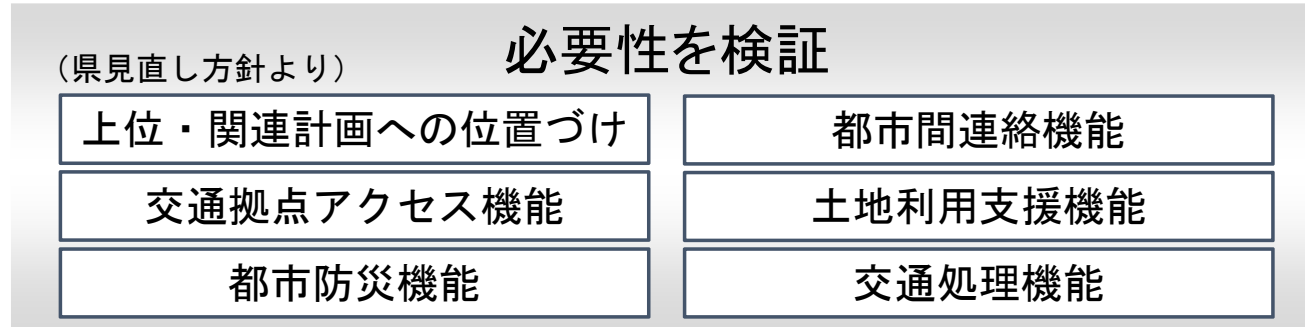 必要性を検証
（県見直し方針より）
上位・関連計画への位置づけ
都市間連絡機能
交通拠点アクセス機能
土地利用支援機能
都市防災機能
交通処理機能